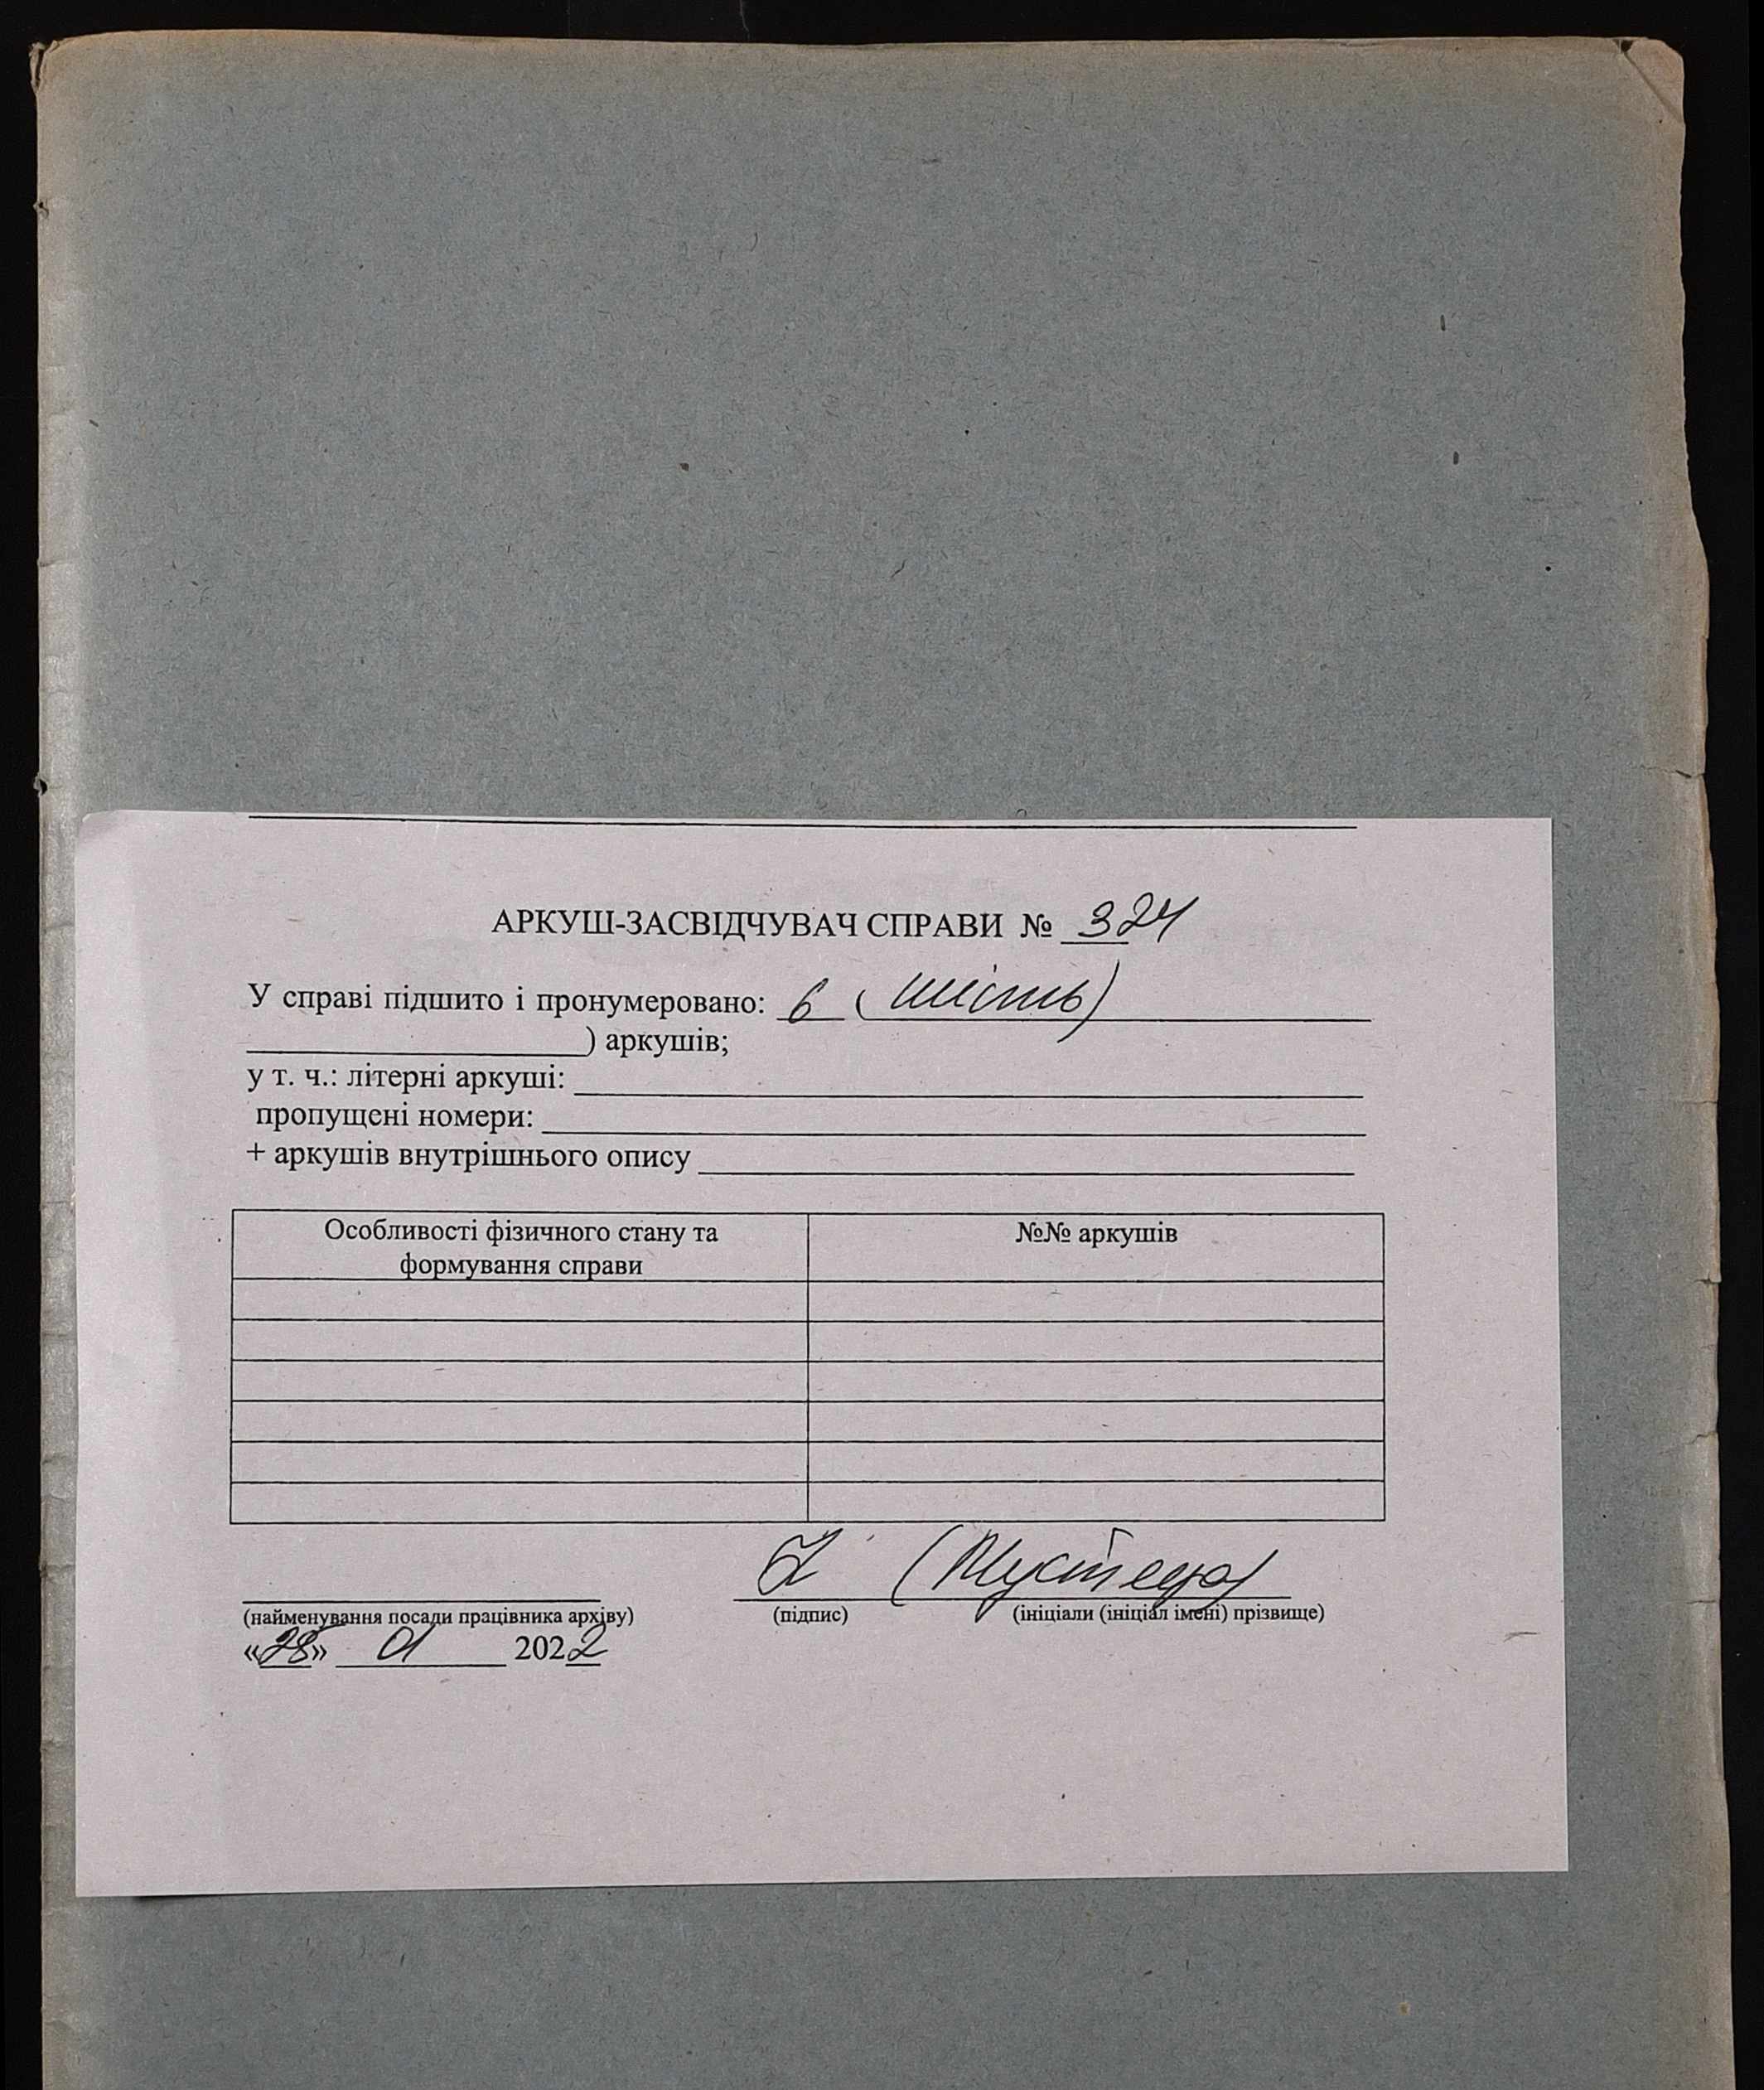 АРКУШ-ЗАСВІДЧУВАЧ СПРАВИ № 324
У справі підшито і пронумеровано: 6 ( шість)
) аркушів;
у т. ч.: літерні аркуші:
пропущені номери:
+ аркушів внутрішнього опису
Особливості фізичного стану та
формування справи
№№ аркушів
(найменування посади працівника архіву)
(підпис)
(ініціали (ініціал імені) прізвище)
«28» 01 2022